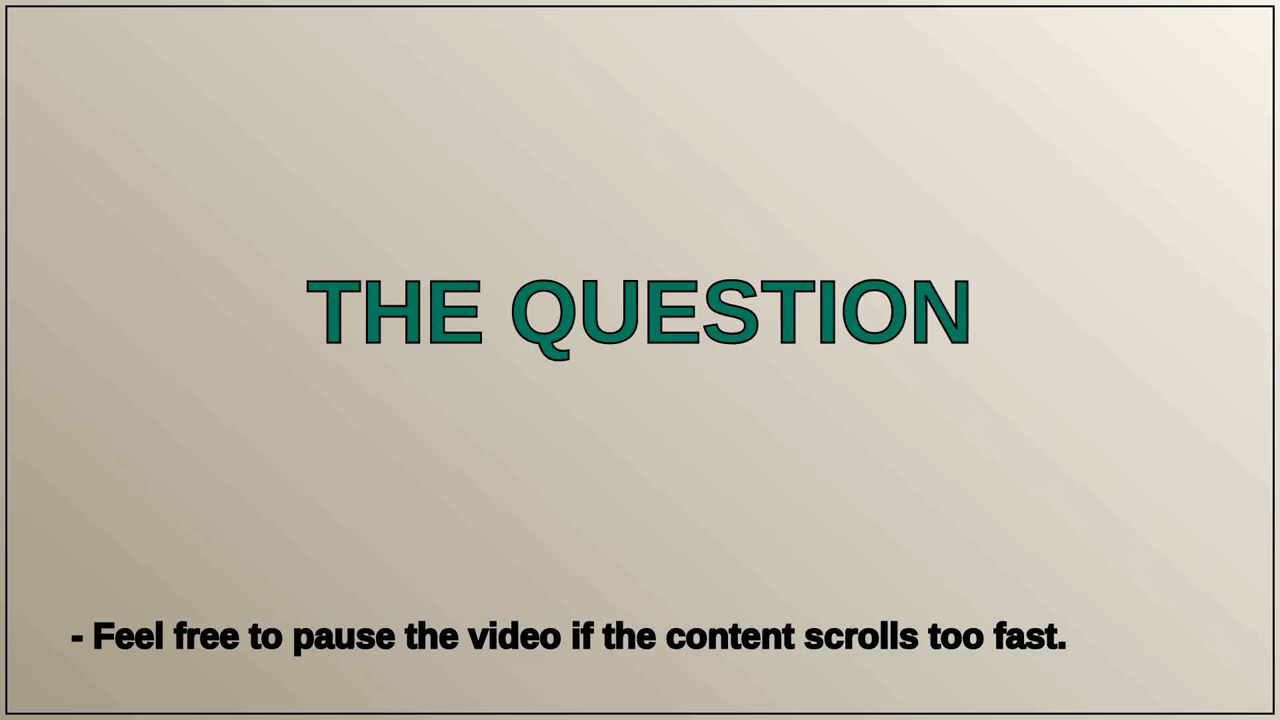 THE QUESTION
- Feel free to pause the video if the content scrolls too fast.